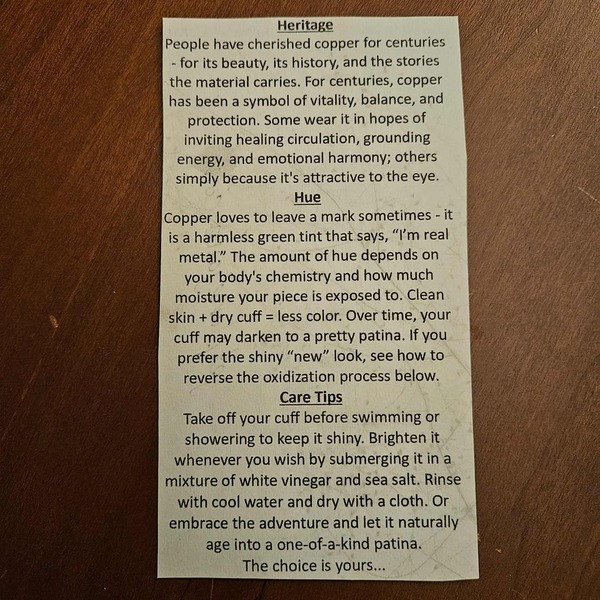 Heritage
People have cherished copper for centuries
- for its beauty, its history, and the stories
the material carries. For centuries, copper
has been a symbol of vitality, balance, and
protection. Some wear it in hopes of
inviting healing circulation, grounding
energy, and emotional harmony; others
simply because it's attractive to the eye.
Hue
Copper loves to leave a mark sometimes - it
is a harmless green tint that says, “I’m real
metal.” The amount of hue depends on
your body's chemistry and how much
moisture your piece is exposed to. Clean
skin + dry cuff = less color. Over time, your
cuff may darken to a pretty patina. If you
prefer the shiny “new” look, see how to
reverse the oxidization process below.
Care Tips
Take off your cuff before swimming or
showering to keep it shiny. Brighten it
whenever you wish by submerging it in a
mixture of white vinegar and sea salt. Rinse
with cool water and dry with a cloth. Or
embrace the adventure and let it naturally
age into a one-of-a-kind patina.
The choice is yours...